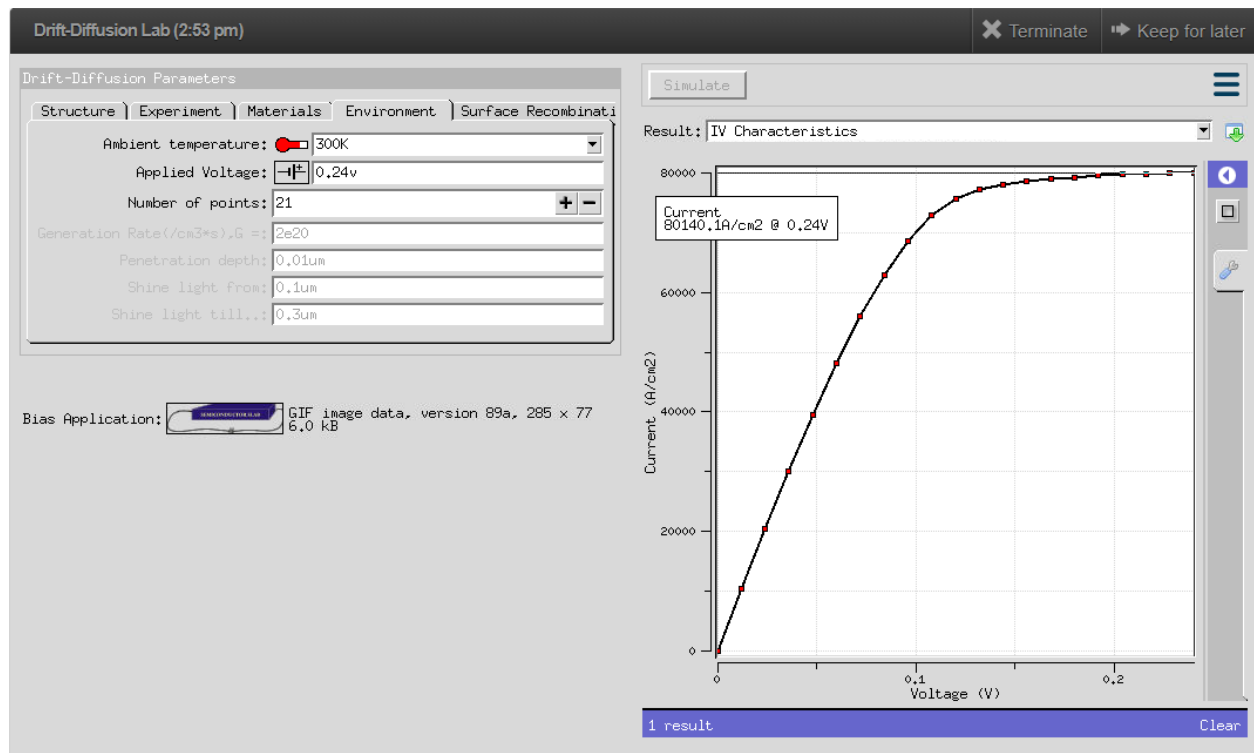 Drift-Diffusion Lab (2:53 pm)
Terminate
Keep for later
Drift-Diffusion Parameters
Structure
Experiment
Materials
Environment
Surface Recombinati
Ambient temperature: 300K
Applied Voltage: 0.24v
Number of points: 21
Generation Rate(/cm3*s),G =: 2e20
Penetration depth: 0.01um
Shine light from: 0.1um
Shine light till..: 0.3um
Bias Application:
SEMICONDUCTOR SLAB
GIF image data, version 89a, 285 x 77
6.0 kB
Simulate
Result: IV Characteristics
80000
60000
40000
20000
0
Current (A/cm2)
Current
80140.1A/cm2 @ 0.24V
0
0.1
0.2
Voltage (V)
1 result
Clear